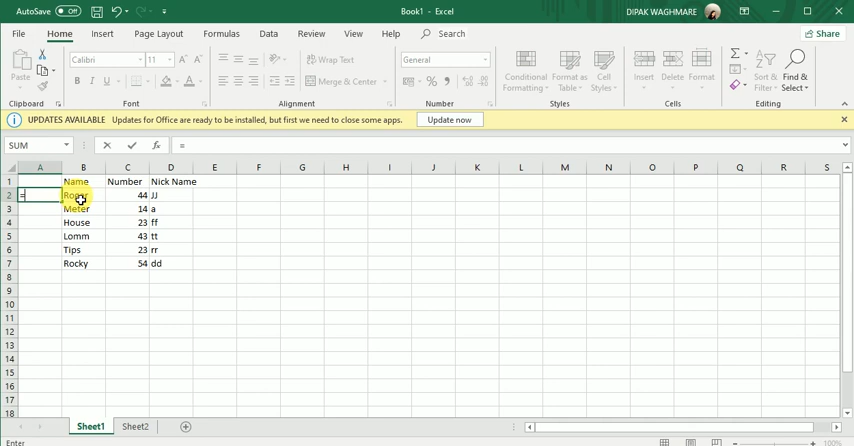 AutoSave Off Book1 - Excel DIPAK WAGHMARE
File Home Insert Draw Page Layout Formulas Data Review View Help Search Share
Calibri 11 Wrap Text General
Paste B I U Merge & Center % Conditional Formatting Format as Table Cell Styles Insert Delete Format Sort & Filter Find & Select
Clipboard Font Alignment Number Styles Cells Editing
UPDATES AVAILABLE Updates for Office are ready to be installed, but first we need to close some apps. Update now
SUM fx =
A B C D E F G H I J K L M N O P Q R S
1 Name Number Nick Name
2 = Roger 44 JJ
3 Meter 14 a
4 House 23 ff
5 Lomm 43 tt
6 Tips 23 rr
7 Rocky 54 dd
8
9
10
11
12
13
14
15
16
17
18
Sheet1 Sheet2
Enter 100%